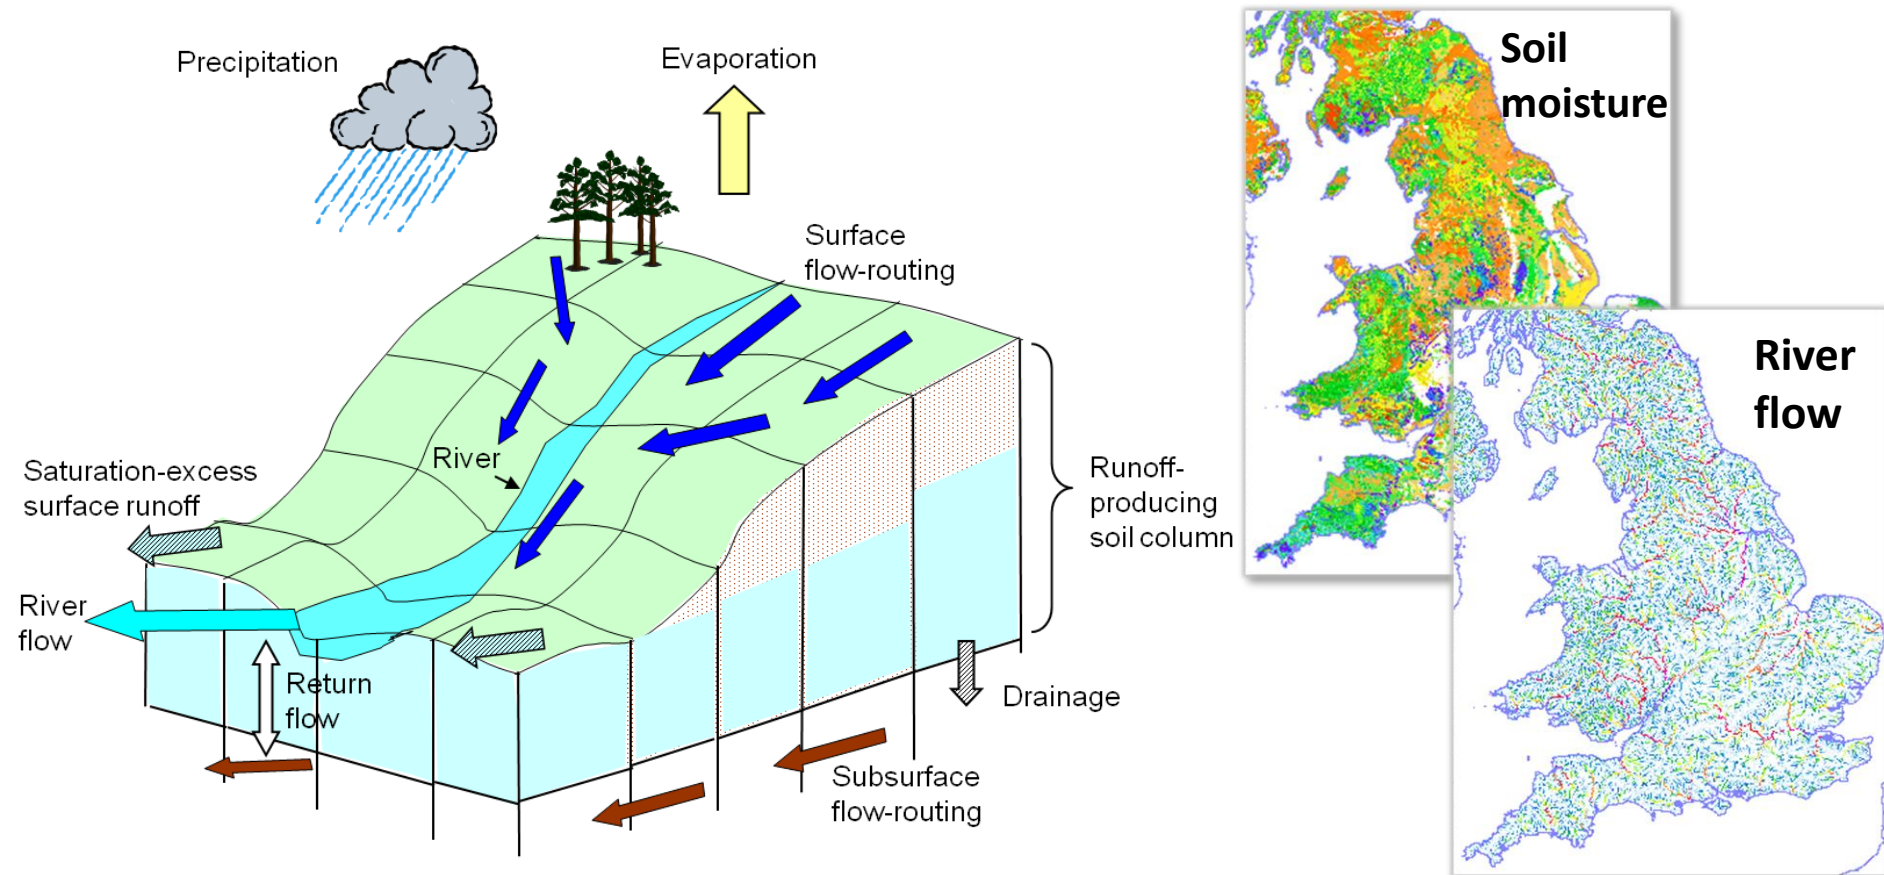 Precipitation
Evaporation
Surface
flow-routing
River
Saturation-excess
surface runoff
River
flow
Return
flow
Runoff-
producing
soil column
Drainage
Subsurface
flow-routing
Soil
moisture
River
flow